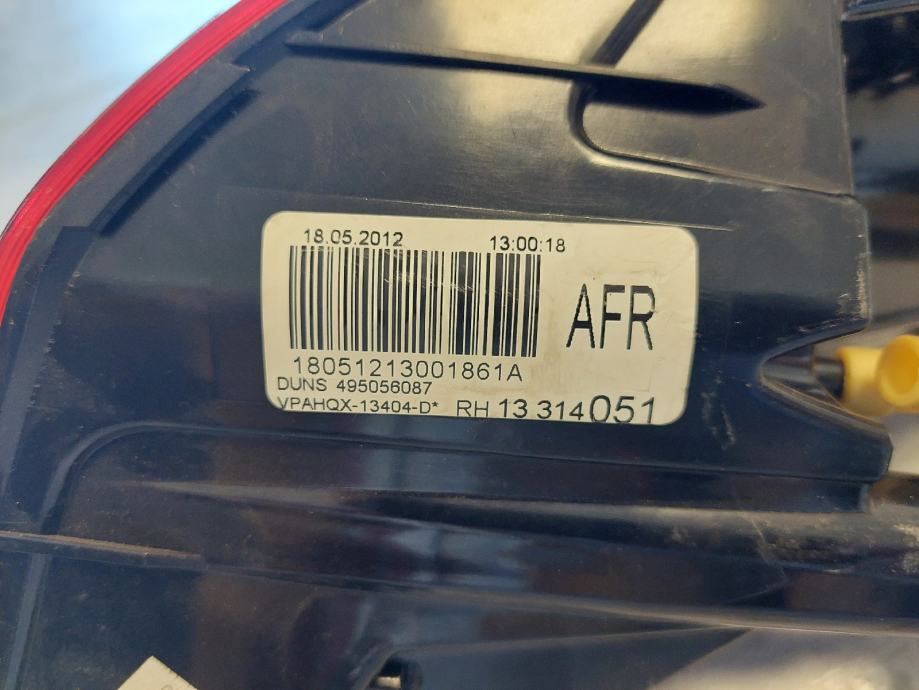 18.05.2012 13:00:18
AFR
18051213001861A
DUNS 495056087
VPAHQX-13404-D* RH 13 314051